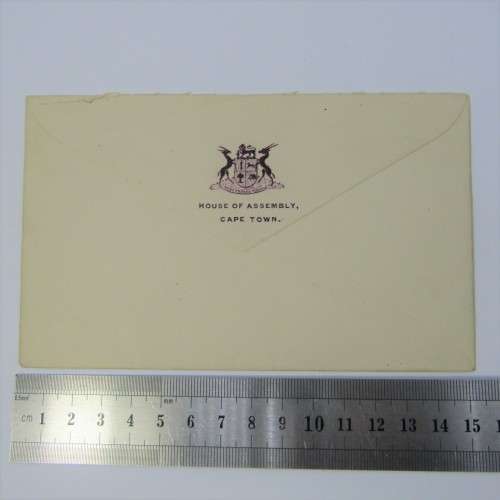 HOUSE OF ASSEMBLY,
CAPE TOWN.
mm
cm 1 2 3 4 5 6 7 8 9 10 11 12 13 14 15